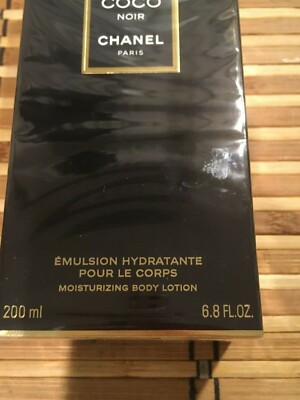 COCO
NOIR
CHANEL
PARIS
ÉMULSION HYDRATANTE
POUR LE CORPS
MOISTURIZING BODY LOTION
200 ml 6.8 FL.OZ.